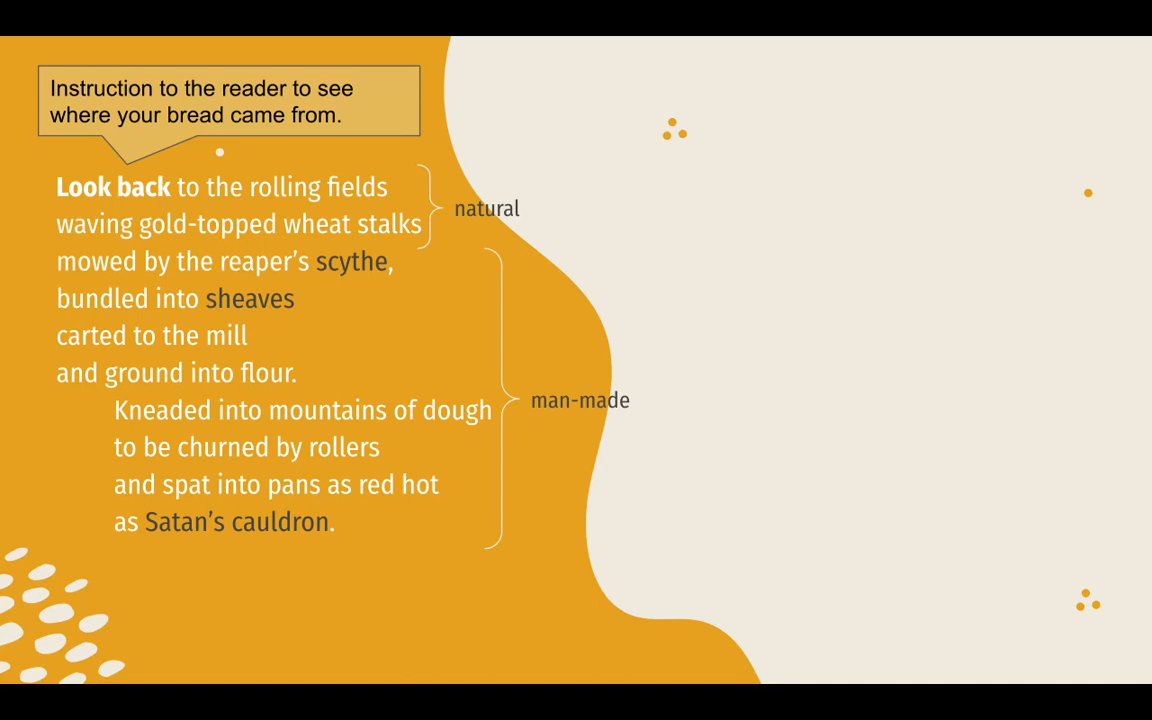 Instruction to the reader to see
where your bread came from.
Look back to the rolling fields
waving gold-topped wheat stalks
natural
mowed by the reaper’s scythe,
bundled into sheaves
carted to the mill
and ground into flour.
Kneaded into mountains of dough
man-made
to be churned by rollers
and spat into pans as red hot
as Satan’s cauldron.